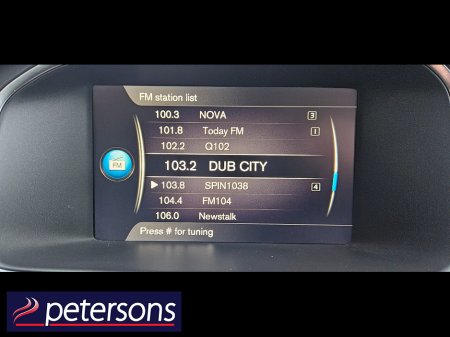 FM station list
100.3 NOVA 3
101.8 Today FM 1
102.2 Q102
103.2 DUB CITY
FM
103.8 SPIN1038 4
104.4 FM104
106.0 Newstalk
Press # for tuning
petersons